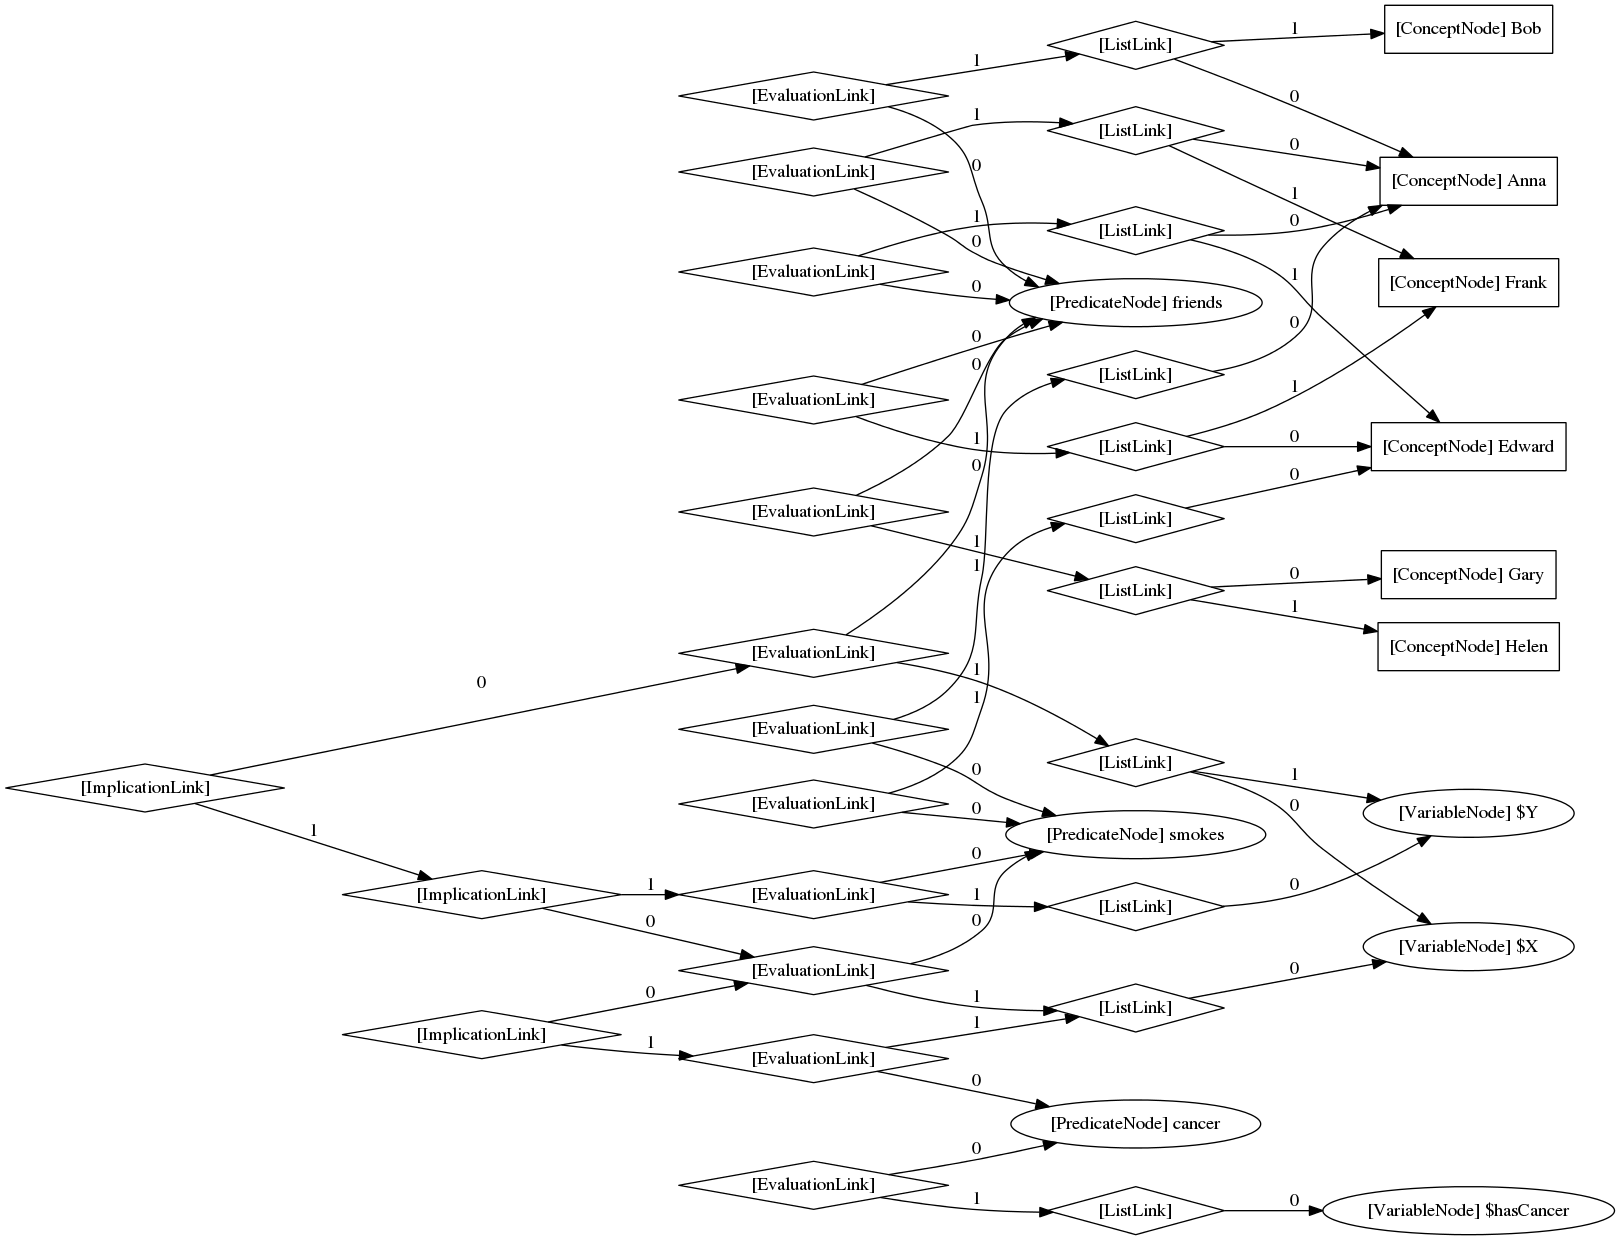 [ListLink]
1
[ConceptNode] Bob
[EvaluationLink]
1
0
[ListLink]
1
0
[EvaluationLink]
0
[ConceptNode] Anna
1
[ListLink]
1
0
0
[EvaluationLink]
0
1
[ConceptNode] Frank
[PredicateNode] friends
0
0
[ListLink]
0
1
[EvaluationLink]
1
[ListLink]
0
[ConceptNode] Edward
0
0
[EvaluationLink]
[ListLink]
1
1
[ListLink]
0
[ConceptNode] Gary
1
[ConceptNode] Helen
[EvaluationLink]
0
1
1
[EvaluationLink]
[ListLink]
0
1
[ImplicationLink]
[EvaluationLink]
0
0
[VariableNode] $Y
1
[PredicateNode] smokes
0
[ImplicationLink]
1
[EvaluationLink]
1
[ListLink]
0
0
0
[VariableNode] $X
[EvaluationLink]
0
1
[ListLink]
0
[ImplicationLink]
1
1
[EvaluationLink]
0
[PredicateNode] cancer
0
[EvaluationLink]
1
[ListLink]
0
[VariableNode] $hasCancer